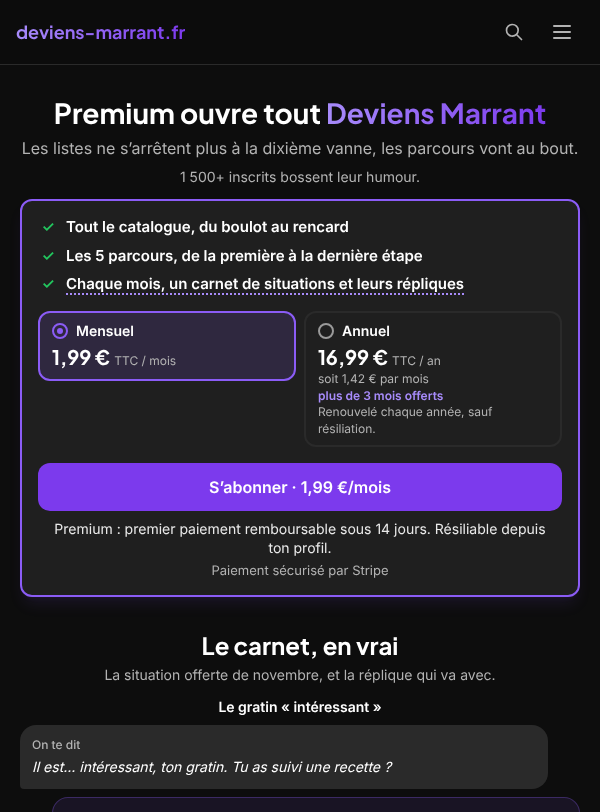 deviens-marrant.fr
Premium ouvre tout Deviens Marrant
Les listes ne s’arrêtent plus à la dixième vanne, les parcours vont au bout.
1 500+ inscrits bossent leur humour.
Tout le catalogue, du boulot au rencard
Les 5 parcours, de la première à la dernière étape
Chaque mois, un carnet de situations et leurs répliques
Mensuel
1,99 € TTC / mois
Annuel
16,99 € TTC / an
soit 1,42 € par mois
plus de 3 mois offerts
Renouvelé chaque année, sauf
résiliation.
S’abonner · 1,99 €/mois
Premium : premier paiement remboursable sous 14 jours. Résiliable depuis
ton profil.
Paiement sécurisé par Stripe
Le carnet, en vrai
La situation offerte de novembre, et la réplique qui va avec.
Le gratin « intéressant »
On te dit
Il est… intéressant, ton gratin. Tu as suivi une recette ?